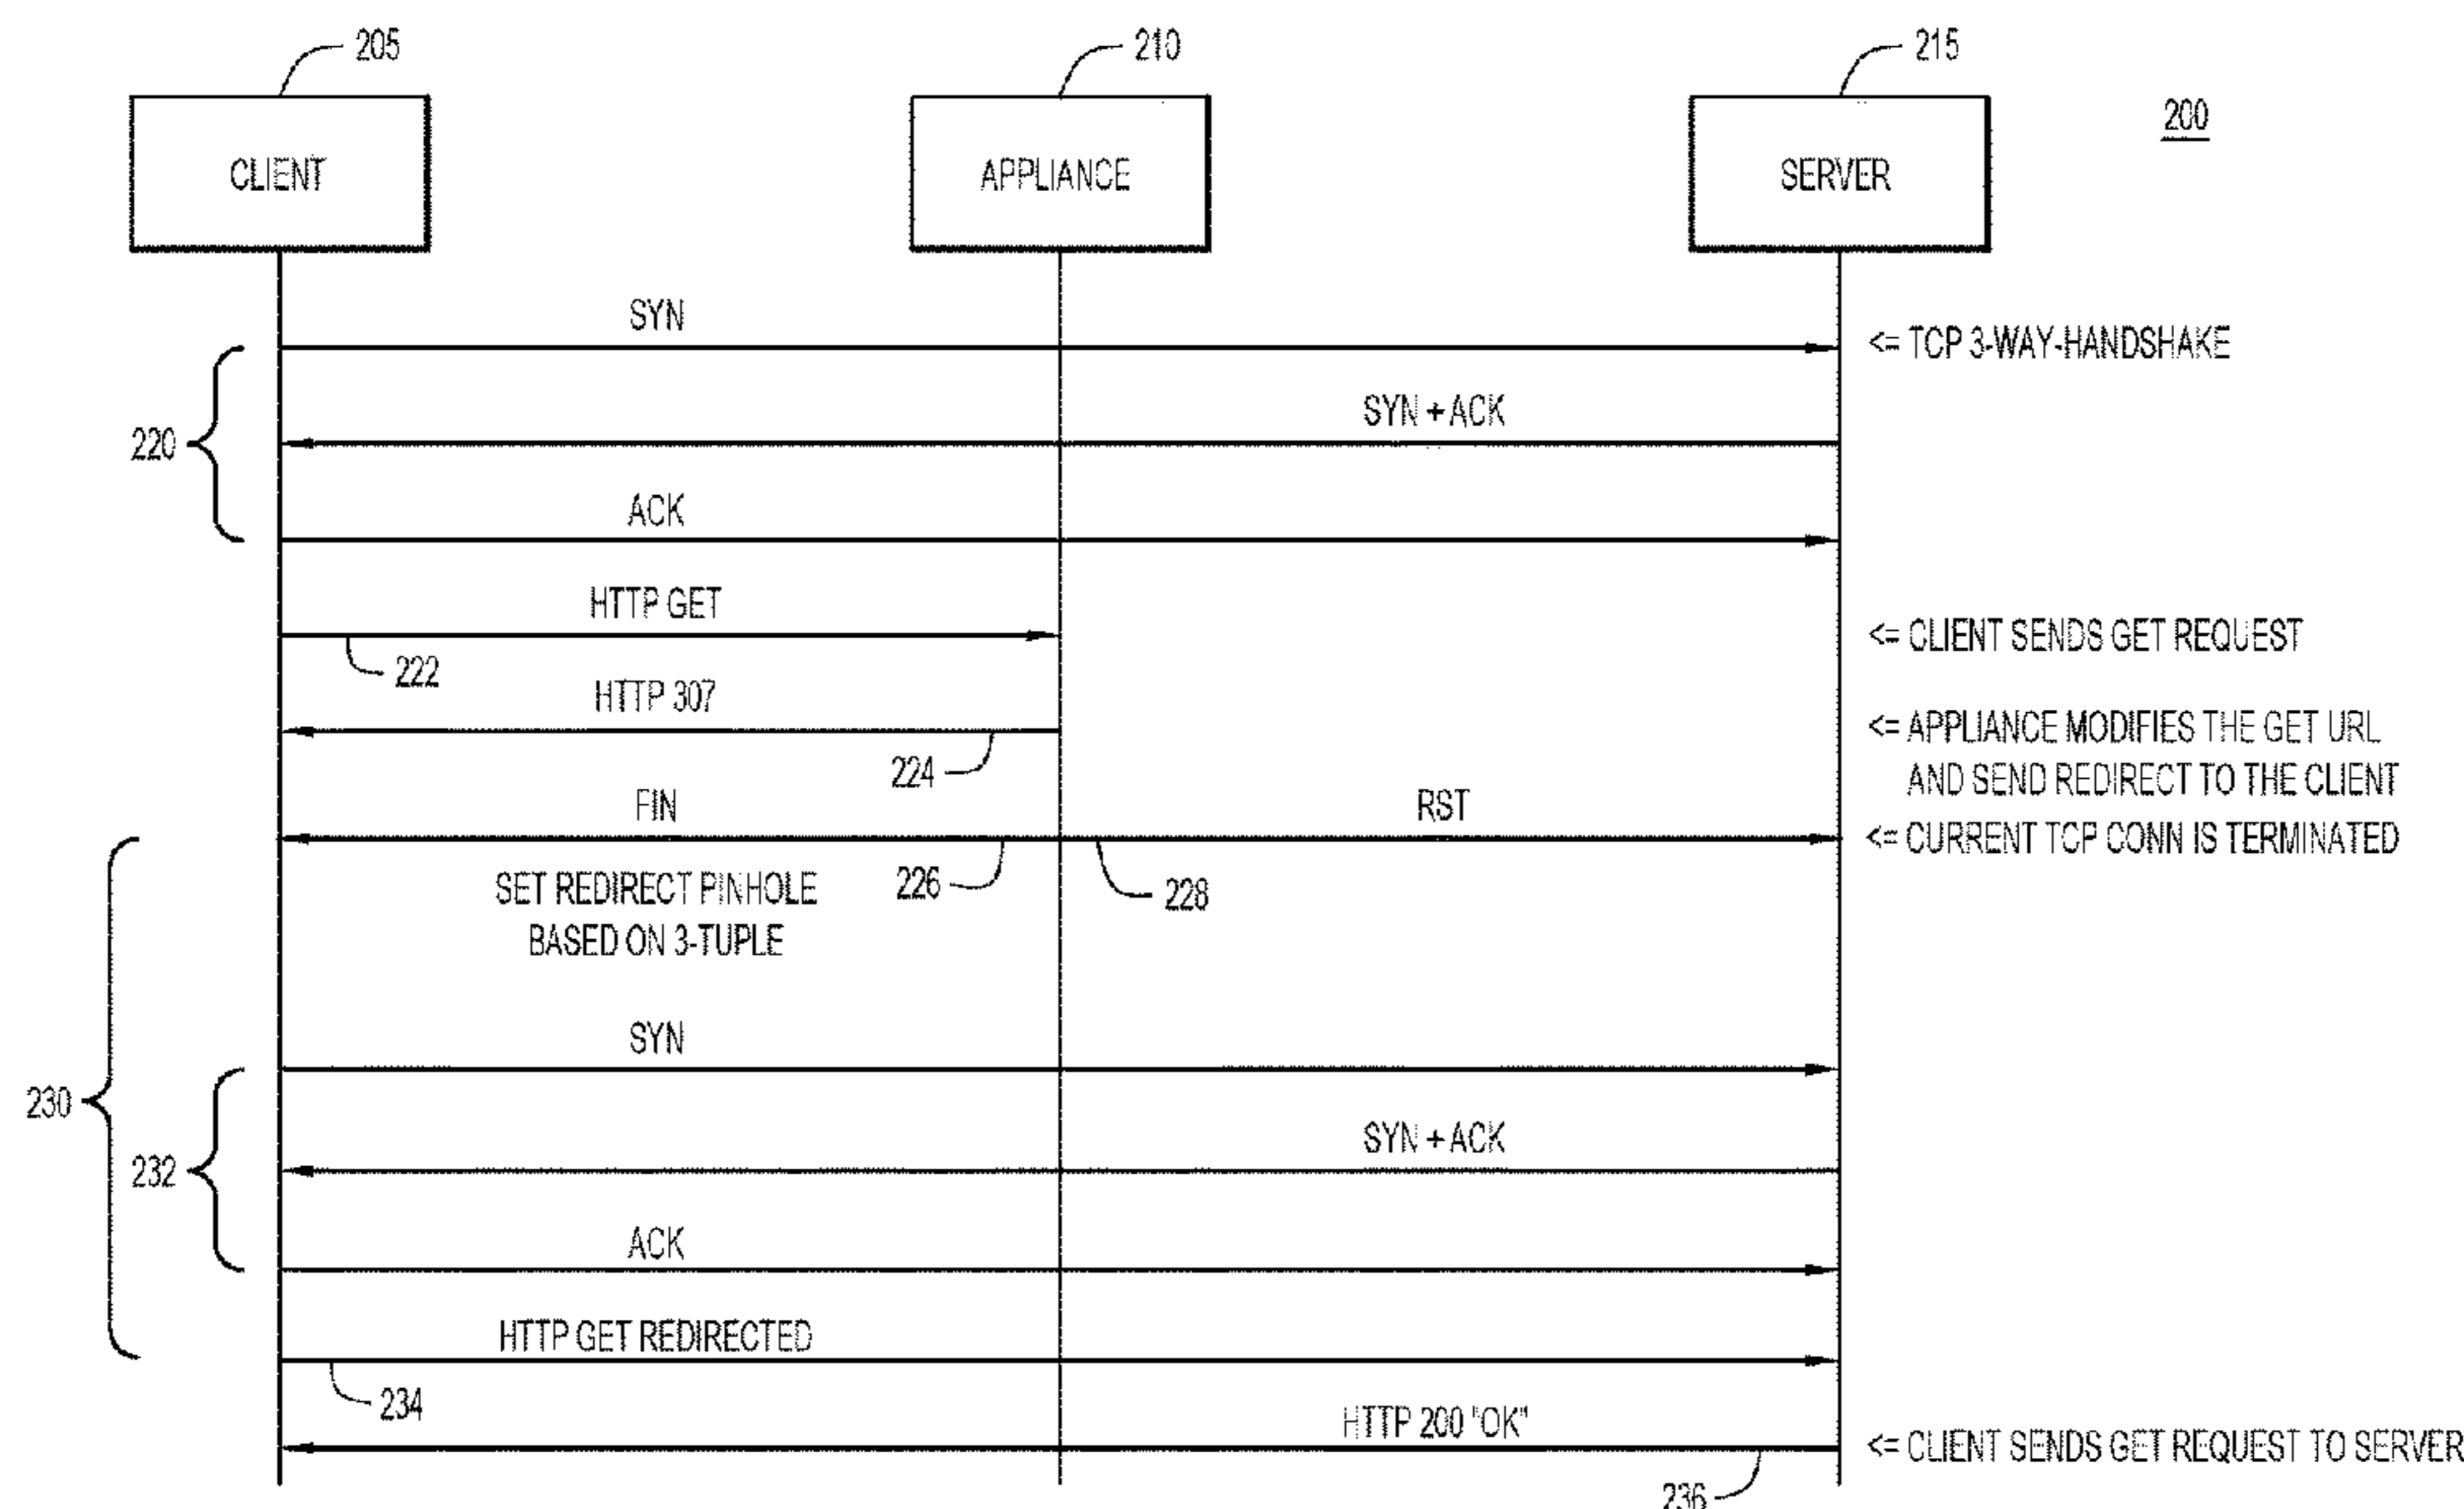 205
210
215
200
CLIENT
APPLIANCE
SERVER
SYN
<= TCP 3-WAY-HANDSHAKE
SYN + ACK
220
ACK
HTTP GET
<= CLIENT SENDS GET REQUEST
222
HTTP 307
<= APPLIANCE MODIFIES THE GET URL
AND SEND REDIRECT TO THE CLIENT
224
FIN
RST
<= CURRENT TCP CONN IS TERMINATED
226
228
SET REDIRECT PINHOLE
BASED ON 3-TUPLE
SYN
230
SYN + ACK
232
ACK
HTTP GET REDIRECTED
234
HTTP 200 "OK"
<= CLIENT SENDS GET REQUEST TO SERVER
236